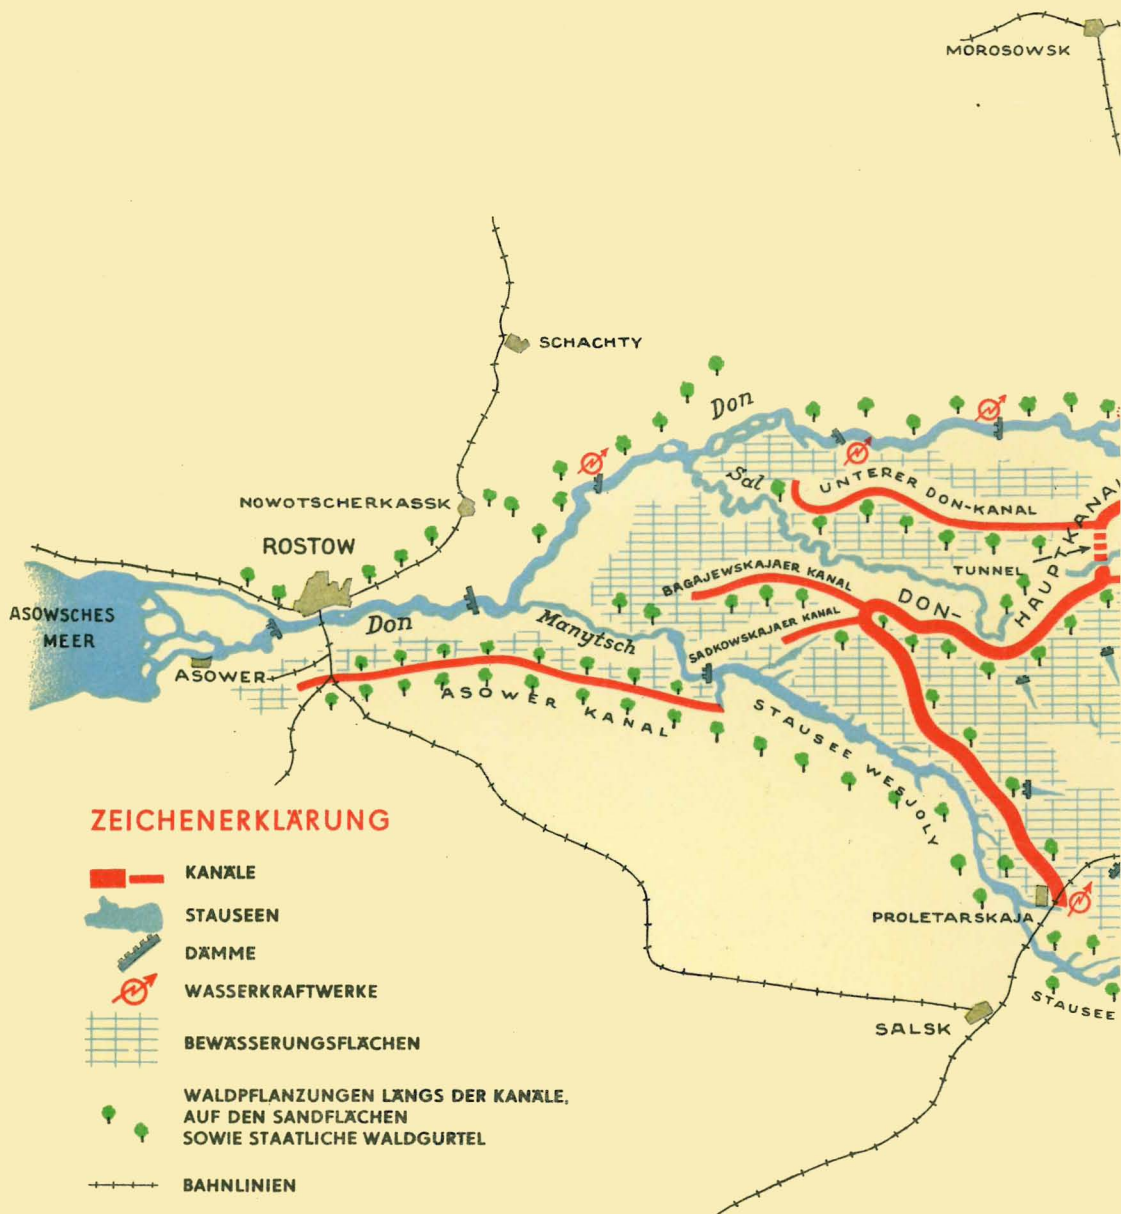 MOROSOWSK
SCHACHTY
Don
Sal
UNTERER DON-KANAL
NOWOTSCHERKASSK
ROSTOW
HAUPTKANAL
TUNNEL
BAGAJEWSKAJAER KANAL
DON-
ASOWSCHES
MEER
Don
Manytsch
SADKOWSKAJAER KANAL
ASOWER
ASOWER KANAL
STAUSEE WESJOLY
PROLETARSKAJA
STAUSEE
SALSK
ZEICHENERKLÄRUNG
KANÄLE
STAUSEEN
DÄMME
WASSERKRAFTWERKE
BEWÄSSERUNGSFLÄCHEN
WALDPFLANZUNGEN LÄNGS DER KANÄLE,
AUF DEN SANDFLÄCHEN
SOWIE STAATLICHE WALDGURTEL
BAHNLINIEN